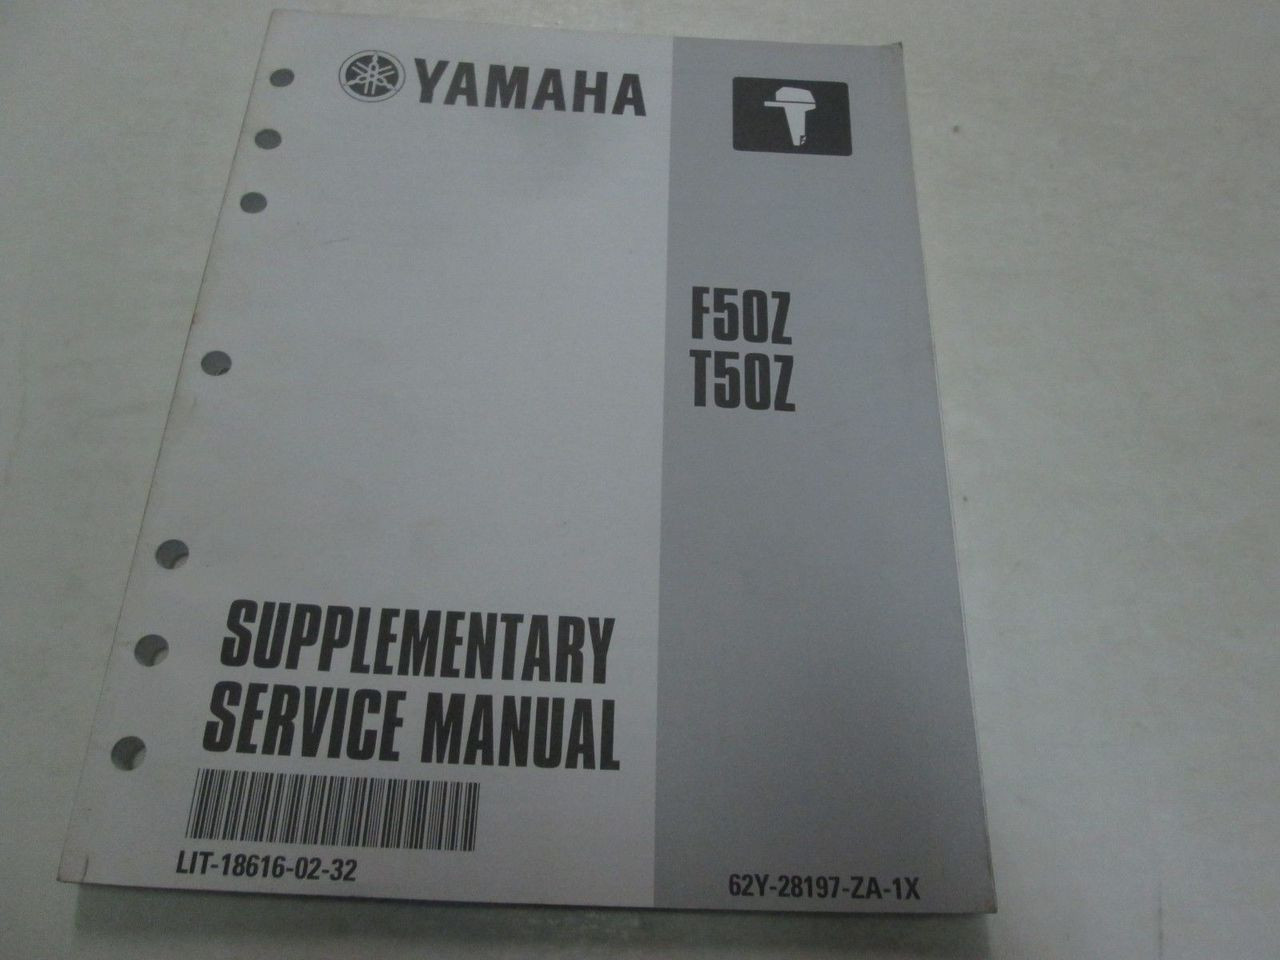 YAMAHA
F50Z
T50Z
SUPPLEMENTARY
SERVICE MANUAL
LIT-18616-02-32
62Y-28197-ZA-1X